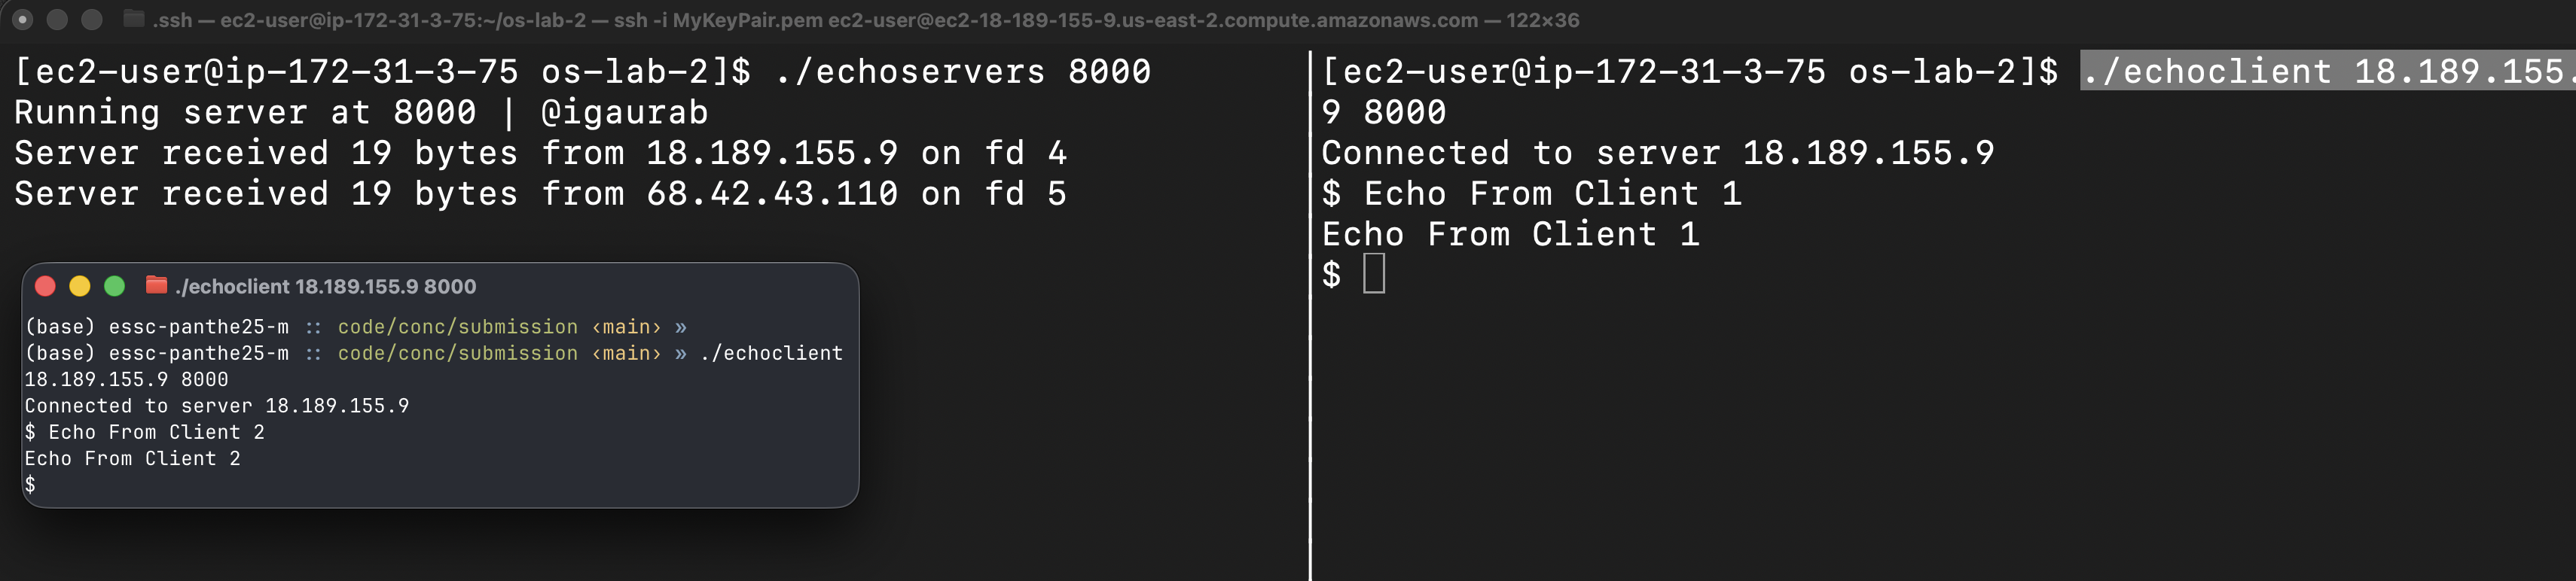 .ssh — ec2-user@ip-172-31-3-75:~/os-lab-2 — ssh -i MyKeyPair.pem ec2-user@ec2-18-189-155-9.us-east-2.compute.amazonaws.com — 122×36
[ec2-user@ip-172-31-3-75 os-lab-2]$ ./echoservers 8000
Running server at 8000 | @igaurab
Server received 19 bytes from 18.189.155.9 on fd 4
Server received 19 bytes from 68.42.43.110 on fd 5
./echoclient 18.189.155.9 8000
(base) essc-panthe25-m :: code/conc/submission ‹main› »
(base) essc-panthe25-m :: code/conc/submission ‹main› » ./echoclient
18.189.155.9 8000
Connected to server 18.189.155.9
$ Echo From Client 2
Echo From Client 2
$
[ec2-user@ip-172-31-3-75 os-lab-2]$ ./echoclient 18.189.155.
9 8000
Connected to server 18.189.155.9
$ Echo From Client 1
Echo From Client 1
$